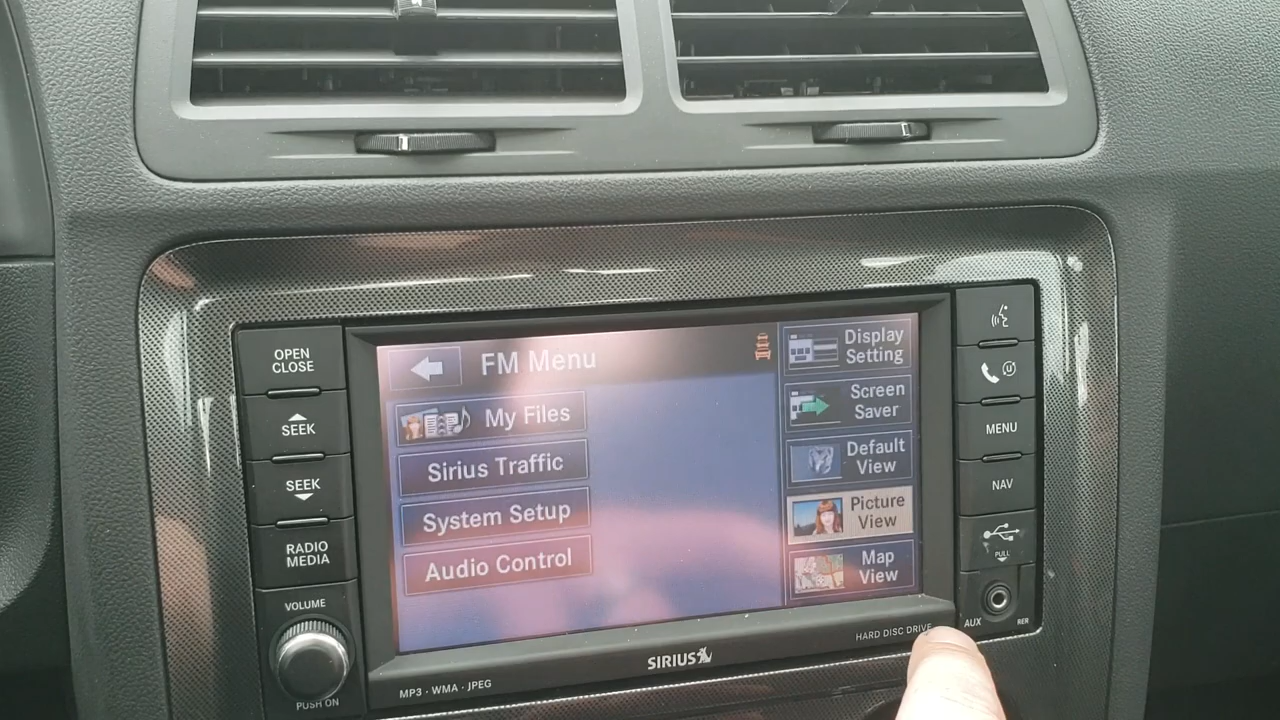 OPEN
CLOSE
SEEK
SEEK
RADIO
MEDIA
VOLUME
PUSH ON
FM Menu
My Files
Sirius Traffic
System Setup
Audio Control
Display
Setting
Screen
Saver
Default
View
Picture
View
Map
View
MENU
NAV
PULL
AUX
RER
HARD DISC DRIVE
SIRIUS
MP3 · WMA · JPEG